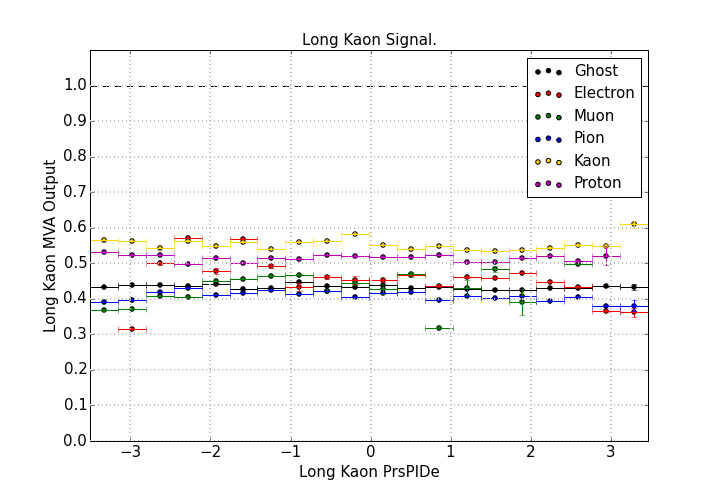 Long Kaon Signal.
Long Kaon MVA Output
1.0
0.9
0.8
0.7
0.6
0.5
0.4
0.3
0.2
0.1
0.0
Ghost
Electron
Muon
Pion
Kaon
Proton
−3 −2 −1 0 1 2 3
Long Kaon PrsPIDe